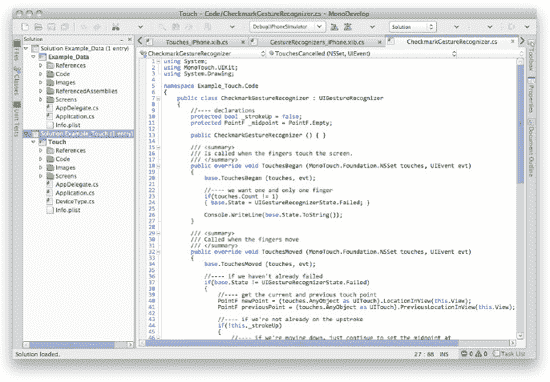 Touch - Code/CheckmarkGestureRecognizer.cs - MonoDevelop
Debug|iPhoneSimulator
Solution
Solution
Solution Example_Data (1 entry)
Example_Data
References
Code
Images
ReferencedAssemblies
Screens
AppDelegate.cs
Application.cs
Info.plist
Solution Example_Touch (1 entry)
Touch
References
Code
Images
Screens
AppDelegate.cs
Application.cs
DeviceType.cs
Info.plist
Files
Classes
Unit Tests
Touches_iPhone.xib.cs
GestureRecognizers_iPhone.xib.cs
CheckmarkGestureRecognizer.cs
CheckmarkGestureRecognizer
TouchesCancelled (NSSet, UIEvent)
using System;
using MonoTouch.UIKit;
using System.Drawing;
namespace Example_Touch.Code
{
public class CheckmarkGestureRecognizer : UIGestureRecognizer
{
//---- declarations
protected bool _strokeUp = false;
protected PointF _midpoint = PointF.Empty;
public CheckmarkGestureRecognizer () { }
/// <summary>
/// Is called when the fingers touch the screen.
/// </summary>
public override void TouchesBegan (MonoTouch.Foundation.NSSet touches, UIEvent evt)
{
base.TouchesBegan (touches, evt);
//---- we want one and only one finger
if(touches.Count != 1)
{ base.State = UIGestureRecognizerState.Failed; }
Console.WriteLine(base.State.ToString());
}
/// <summary>
/// Called when the fingers move
/// </summary>
public override void TouchesMoved (MonoTouch.Foundation.NSSet touches, UIEvent evt)
{
base.TouchesMoved (touches, evt);
//---- if we haven't already failed
if(base.State != UIGestureRecognizerState.Failed)
{
//---- get the current and previous touch point
PointF newPoint = (touches.AnyObject as UITouch).LocationInView(this.View);
PointF previousPoint = (touches.AnyObject as UITouch).PreviousLocationInView(this.View);
//---- if we're not already on the upstroke
if(!this._strokeUp)
{
//---- if we're moving down, just continue to set the midpoint at
Toolbox
Properties
Document Outline
Solution loaded.
27 : 68
INS
0
0
Task List